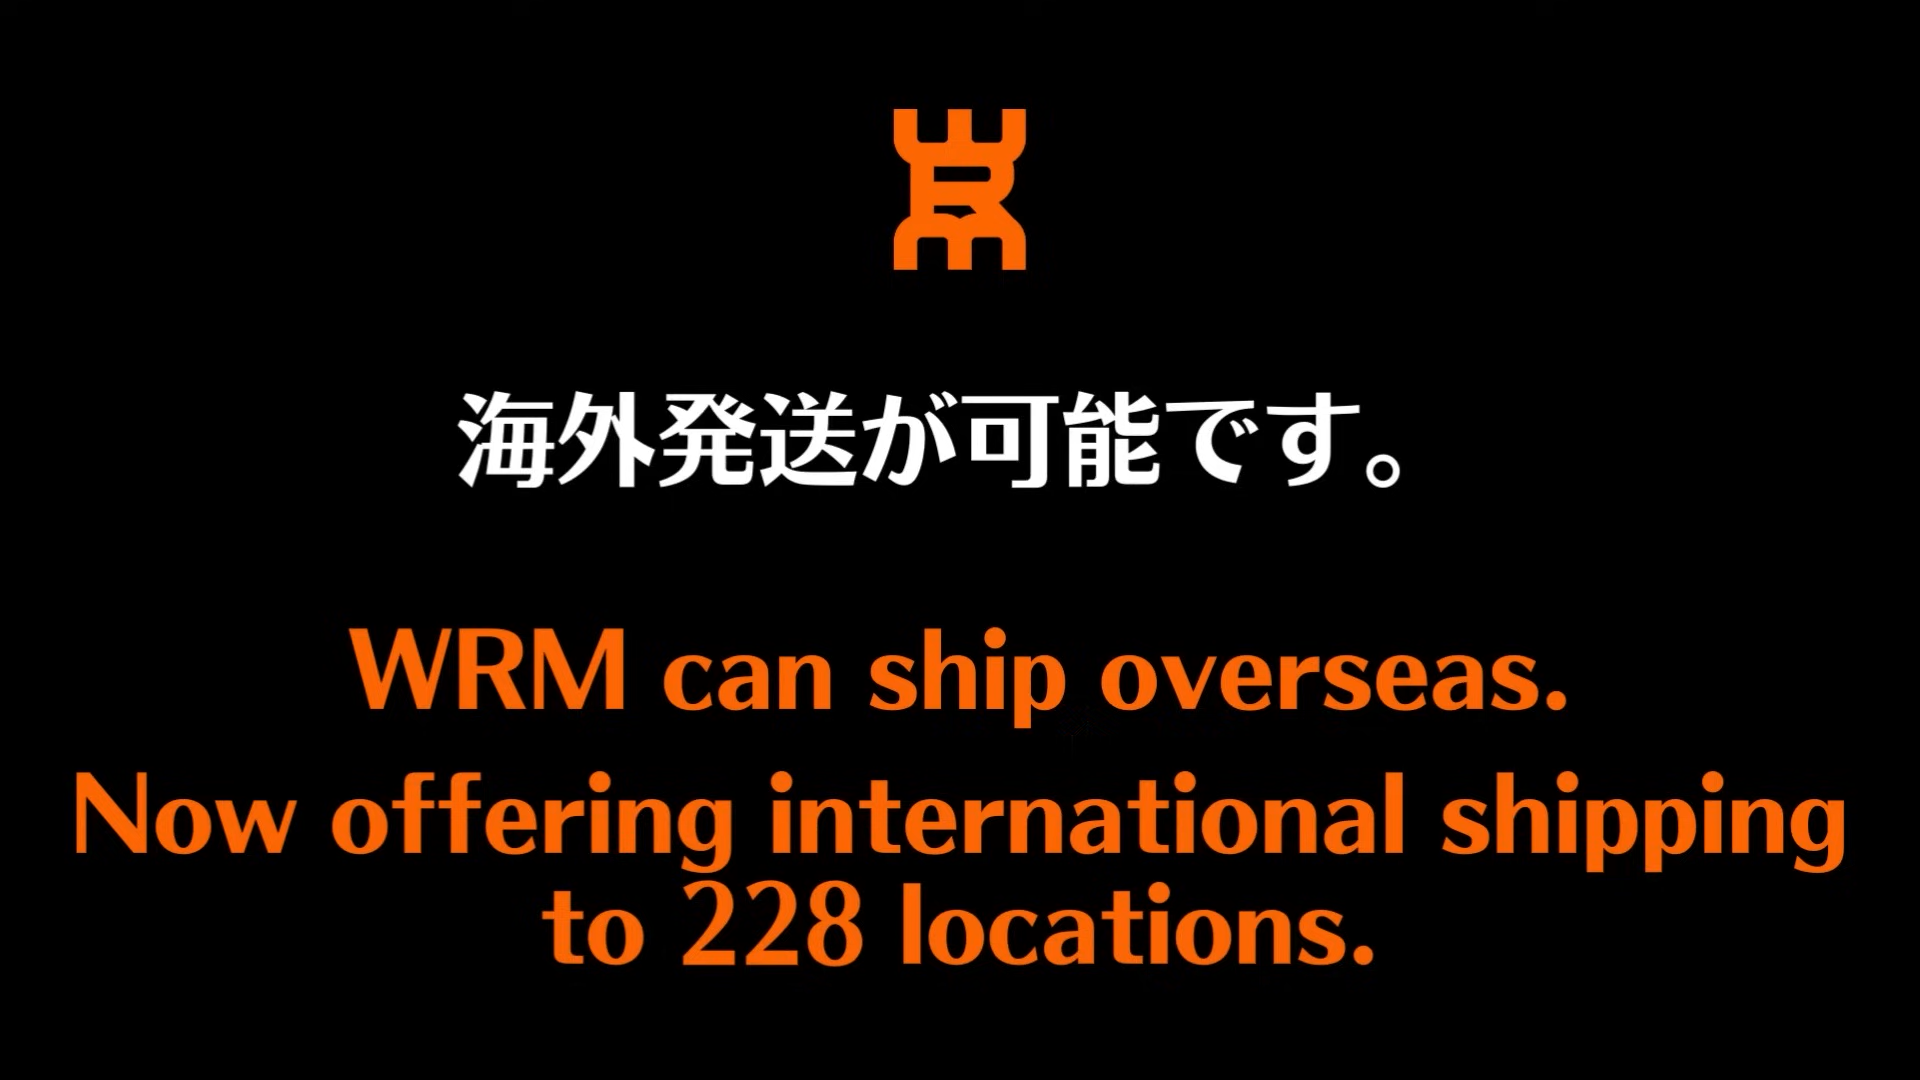 海外発送が可能です。
WRM can ship overseas.
Now offering international shipping
to 228 locations.